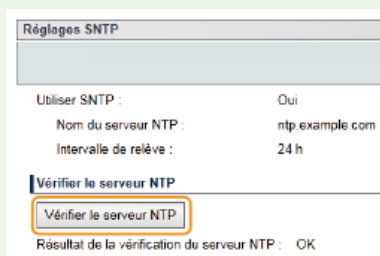 Réglages SNTP
Utiliser SNTP : Oui
Nom du serveur NTP : ntp.example.com
Intervalle de relève : 24 h
Vérifier le serveur NTP
Vérifier le serveur NTP
Résultat de la vérification du serveur NTP : OK